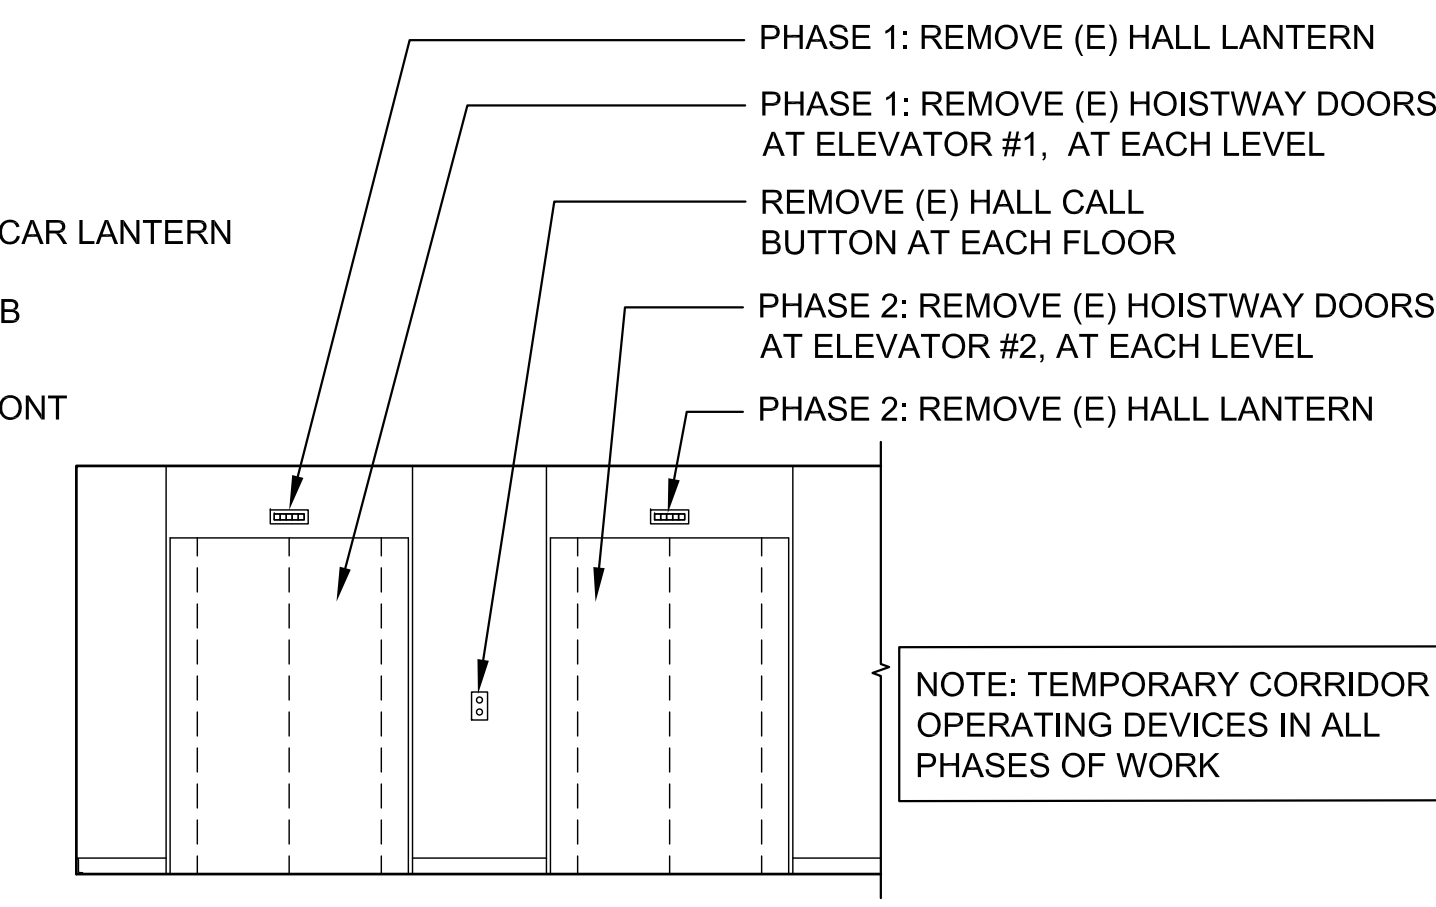 PHASE 1: REMOVE (E) HALL LANTERN
PHASE 1: REMOVE (E) HOISTWAY DOORS
AT ELEVATOR #1, AT EACH LEVEL
REMOVE (E) HALL CALL
BUTTON AT EACH FLOOR
CAR LANTERN
B
PHASE 2: REMOVE (E) HOISTWAY DOORS
AT ELEVATOR #2, AT EACH LEVEL
ONT
PHASE 2: REMOVE (E) HALL LANTERN
NOTE: TEMPORARY CORRIDOR
OPERATING DEVICES IN ALL
PHASES OF WORK